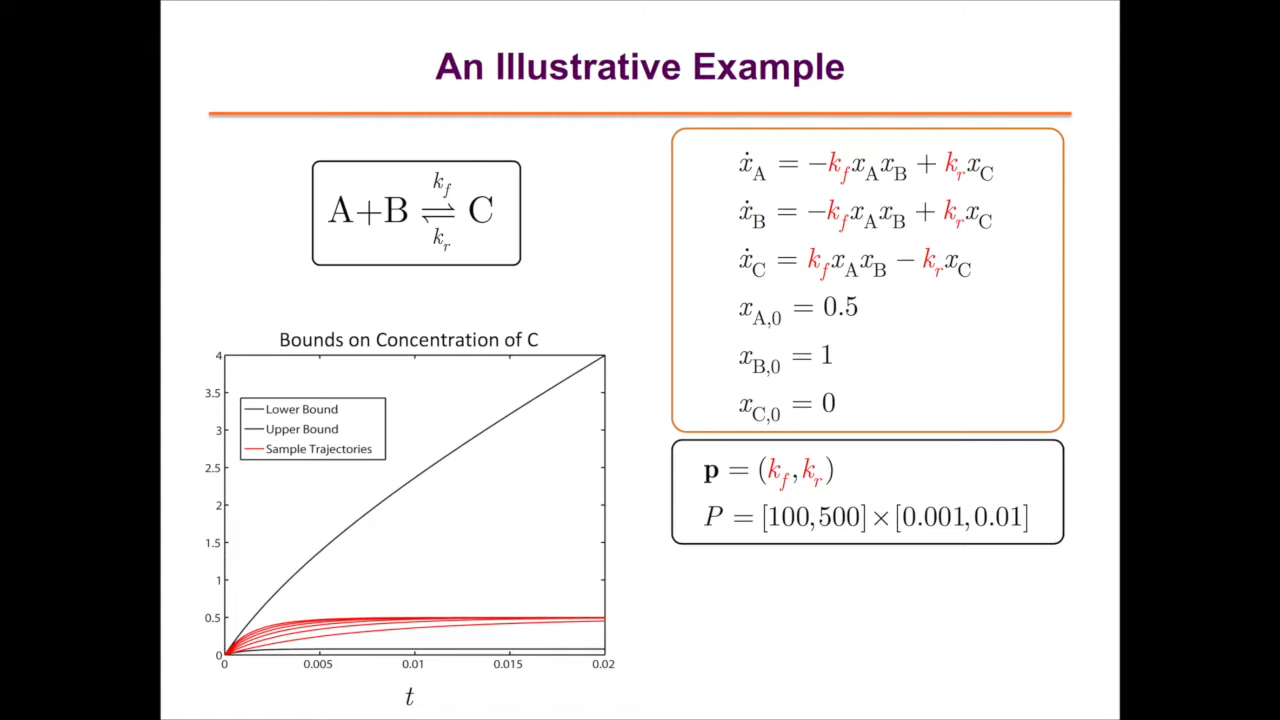 An Illustrative Example
k_f
A+B ⇌ C
k_r
ẋ_A = −k_f x_A x_B + k_r x_C
ẋ_B = −k_f x_A x_B + k_r x_C
ẋ_C = k_f x_A x_B − k_r x_C
x_A,0 = 0.5
x_B,0 = 1
x_C,0 = 0
p = (k_f, k_r)
P = [100,500]×[0.001,0.01]
Bounds on Concentration of C
4
3.5
3
2.5
2
1.5
1
0.5
0
Lower Bound
Upper Bound
Sample Trajectories
0 0.005 0.01 0.015 0.02
t